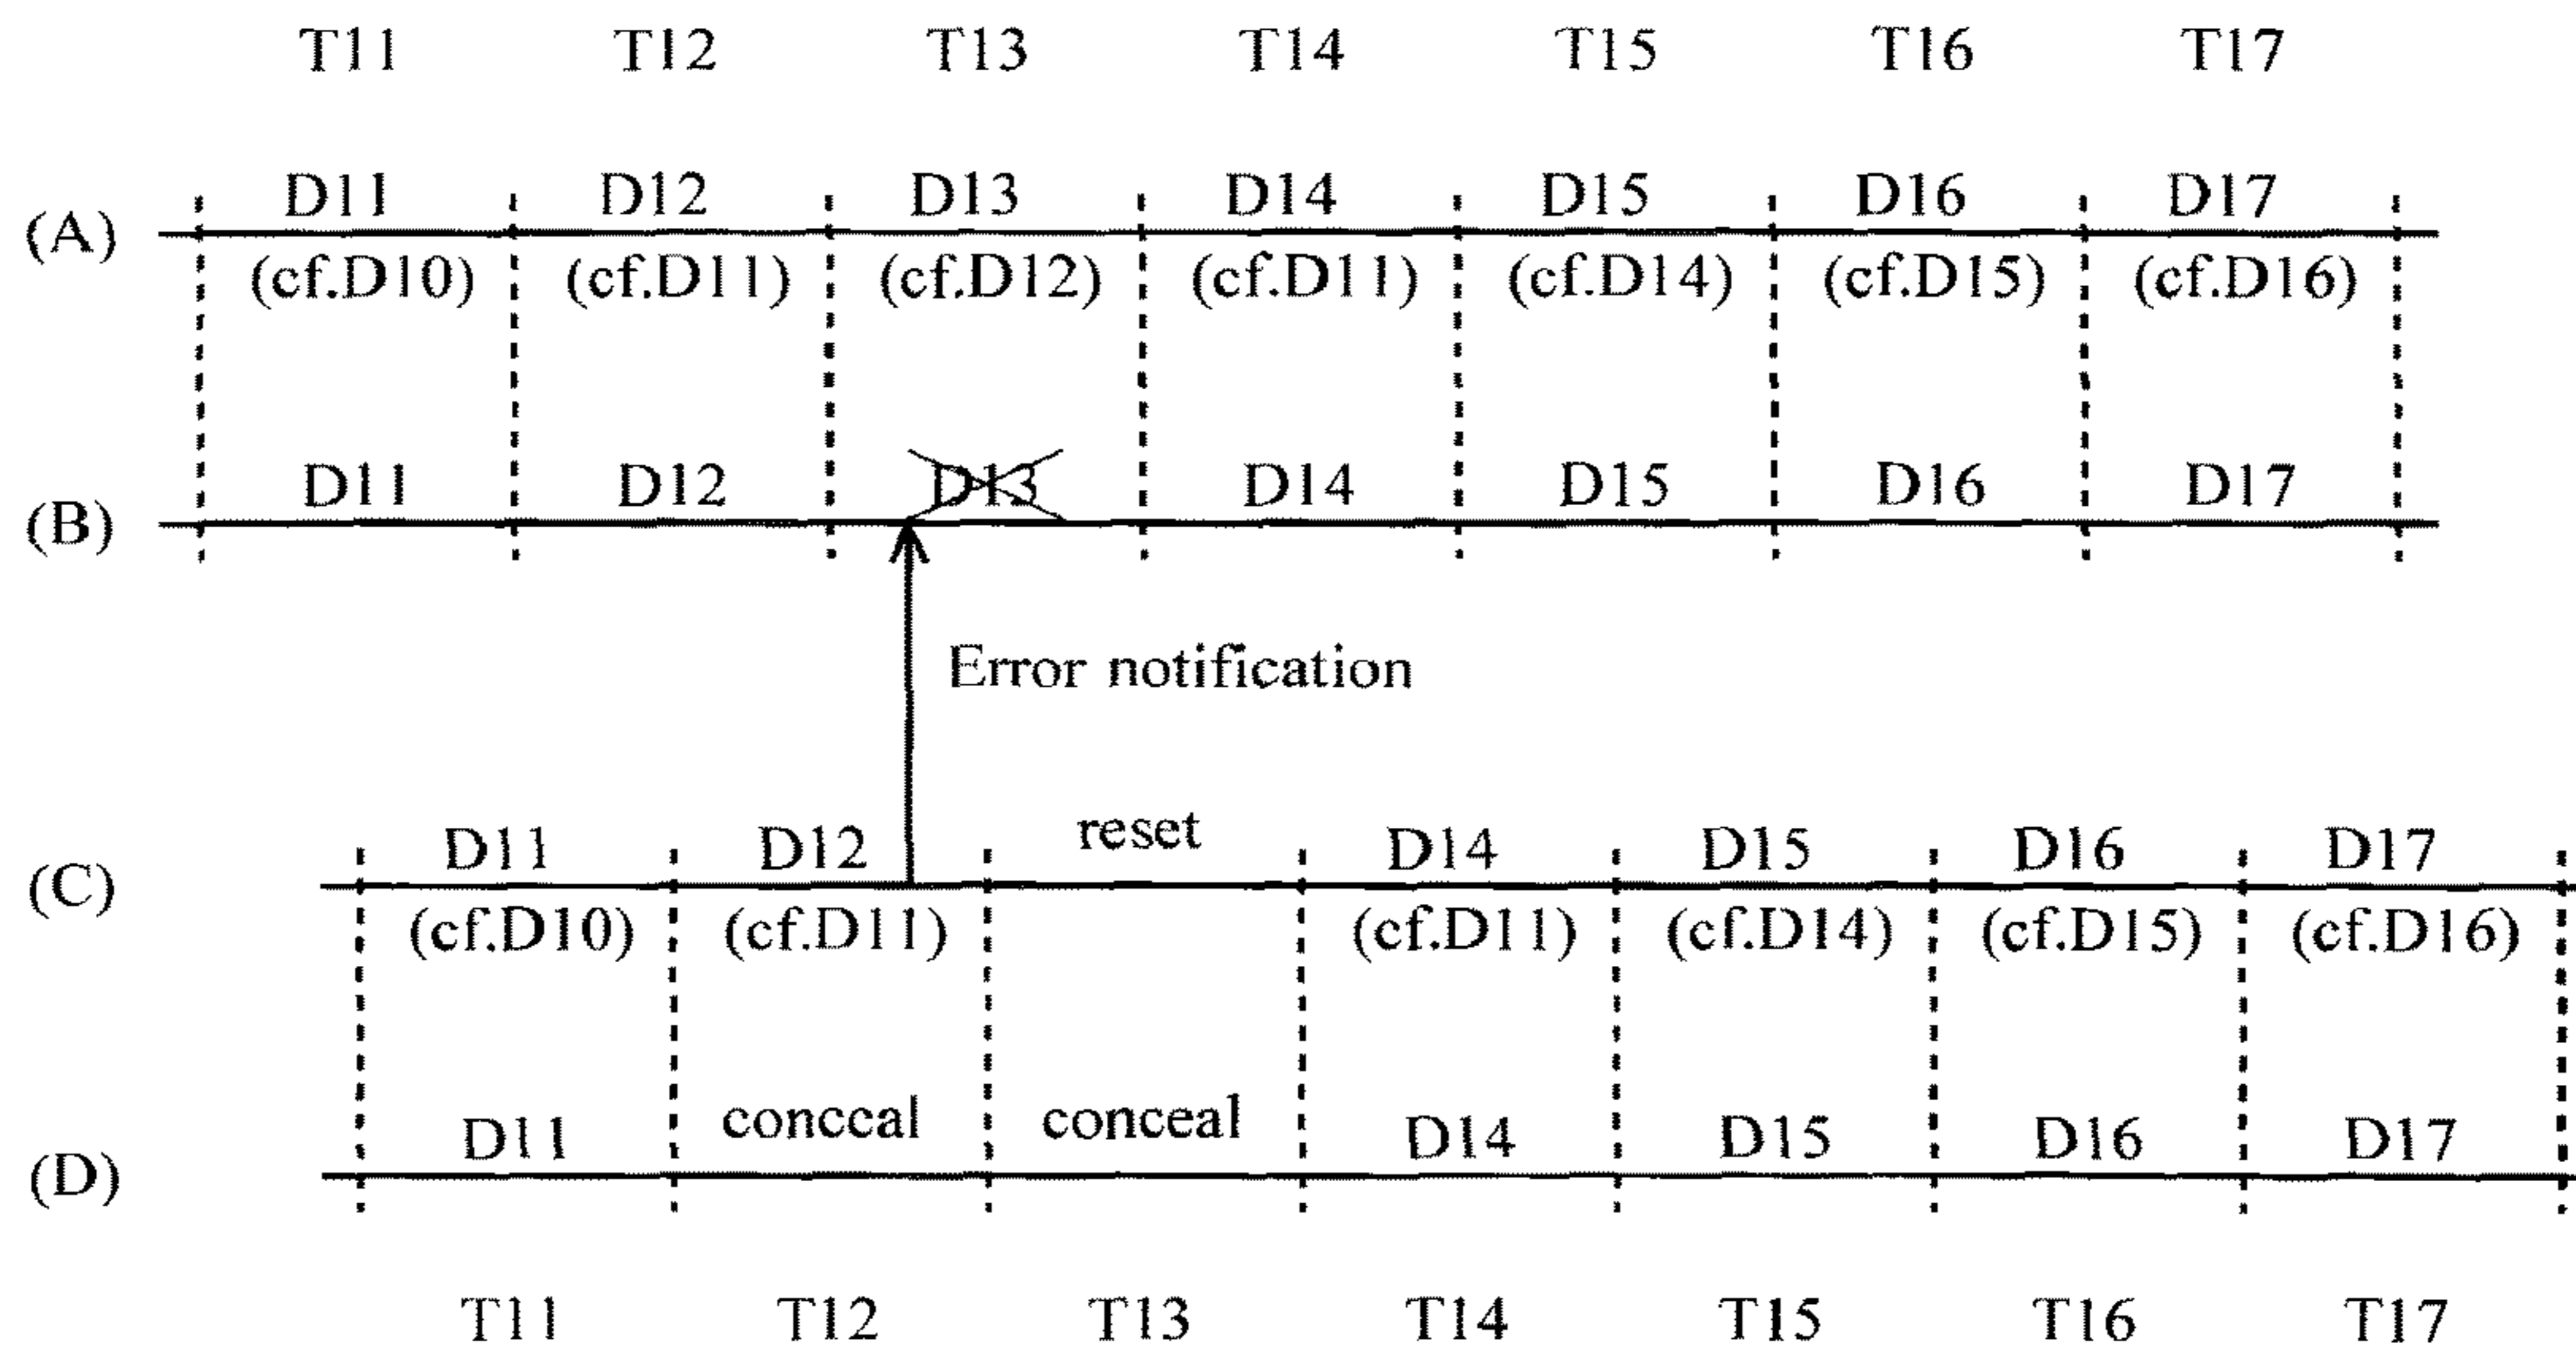 T11 T12 T13 T14 T15 T16 T17
D11 D12 D13 D14 D15 D16 D17
(A)
(cf.D10) (cf.D11) (cf.D12) (cf.D11) (cf.D14) (cf.D15) (cf.D16)
D11 D12 D13 D14 D15 D16 D17
(B)
Error notification
D11 D12 reset D14 D15 D16 D17
(C)
(cf.D10) (cf.D11) (cf.D11) (cf.D14) (cf.D15) (cf.D16)
D11 conceal conceal D14 D15 D16 D17
(D)
T11 T12 T13 T14 T15 T16 T17